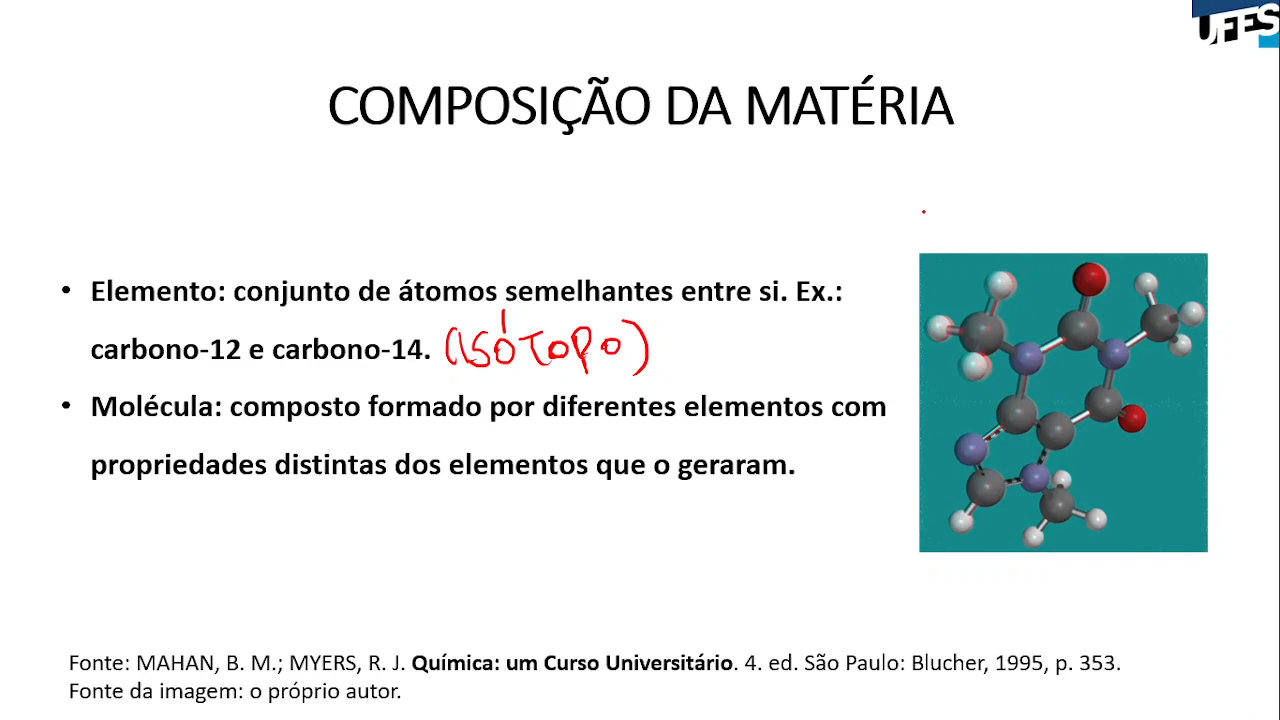 UFES
COMPOSIÇÃO DA MATÉRIA
• Elemento: conjunto de átomos semelhantes entre si. Ex.:
carbono-12 e carbono-14. (ISÓTOPO)
• Molécula: composto formado por diferentes elementos com
propriedades distintas dos elementos que o geraram.
Fonte: MAHAN, B. M.; MYERS, R. J. Química: um Curso Universitário. 4. ed. São Paulo: Blucher, 1995, p. 353.
Fonte da imagem: o próprio autor.